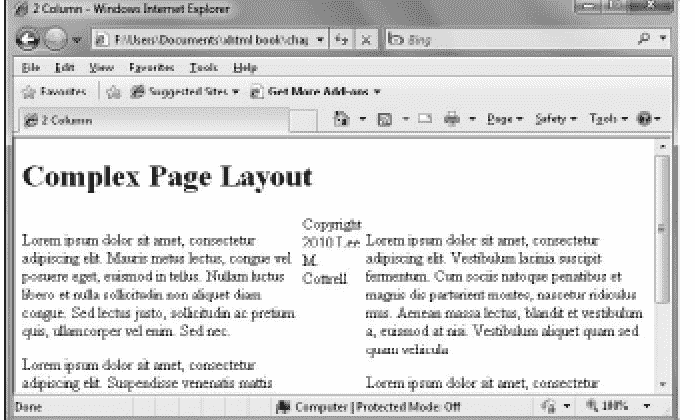 2 Column - Windows Internet Explorer
F:\Users\Documents\xhtml book\chap
Bing
File Edit View Favorites Tools Help
Favorites Suggested Sites Get More Add-ons
2 Column Page Safety Tools
Complex Page Layout
Lorem ipsum dolor sit amet, consectetur
adipiscing elit. Mauris metus lectus, congue vel
posuere eget, euismod in tellus. Nullam luctus
libero et nulla sollicitudin non aliquet diam
congue. Sed lectus justo, sollicitudin ac pretium
quis, ullamcorper vel enim. Sed nec.
Lorem ipsum dolor sit amet, consectetur
adipiscing elit. Suspendisse venenatis mattis
Copyright
2010 Lee
M.
Cottrell
Lorem ipsum dolor sit amet, consectetur
adipiscing elit. Vestibulum lacinia suscipit
fermentum. Cum sociis natoque penatibus et
magnis dis parturient montes, nascetur ridiculus
mus. Aenean massa lectus, blandit et vestibulum
a, euismod at nisi. Vestibulum aliquet quam sed
quam vehicula
Lorem ipsum dolor sit amet, consectetur
Done Computer | Protected Mode: Off 100%